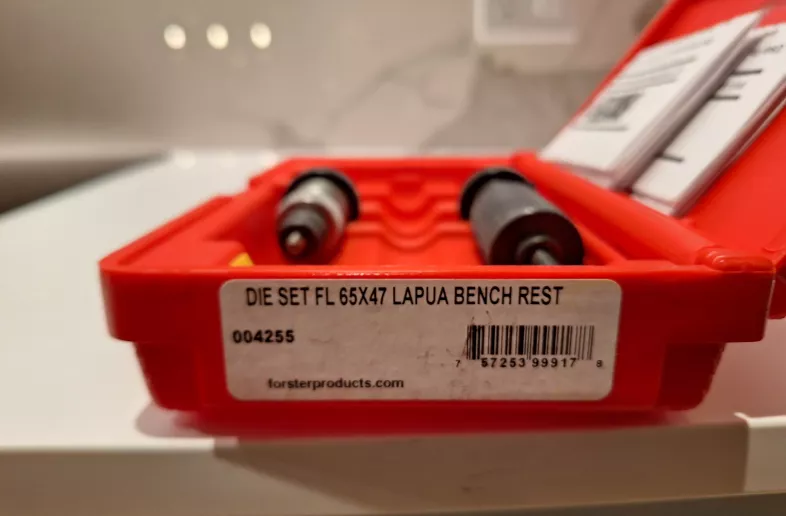 DIE SET FL 65X47 LAPUA BENCH REST
004255
7 57253 99917 8
forsterproducts.com